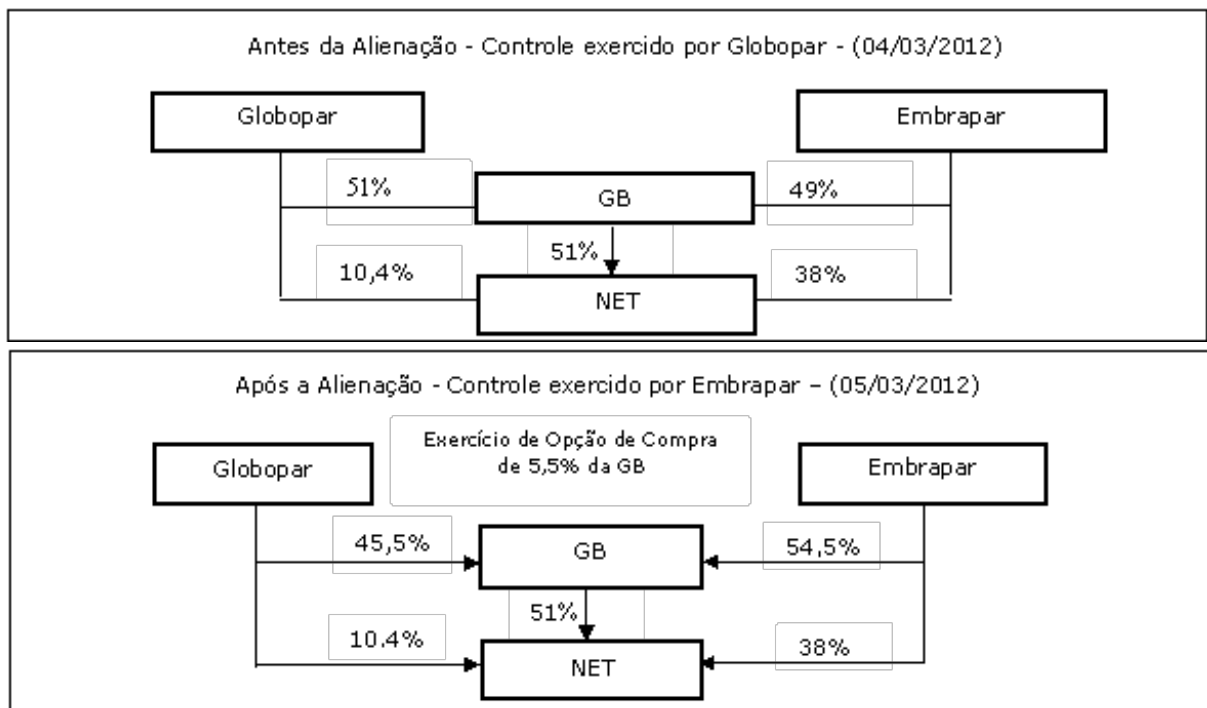 Antes da Alienação - Controle exercido por Globopar - (04/03/2012)
Globopar
Embrapar
51%
GB
49%
51%
10,4%
NET
38%
Após a Alienação - Controle exercido por Embrapar – (05/03/2012)
Exercício de Opção de Compra
de 5,5% da GB
Globopar
Embrapar
45,5%
GB
54,5%
51%
10.4%
NET
38%